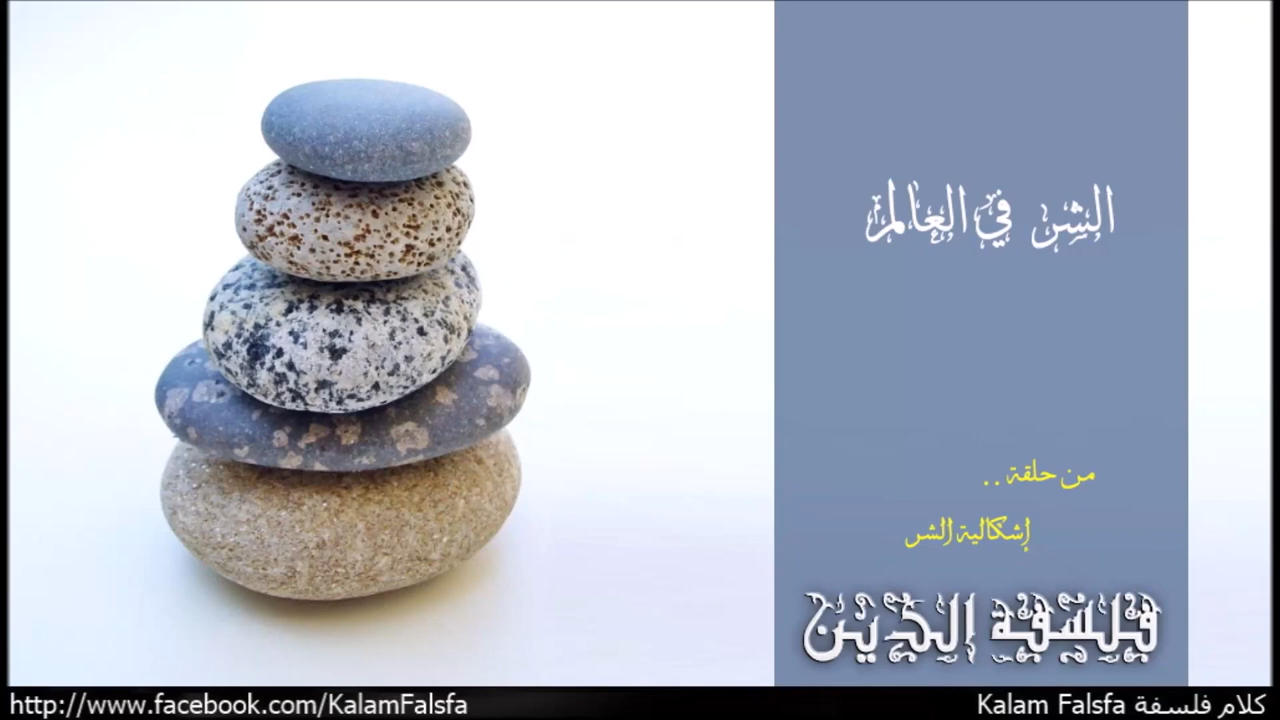 الشر في العالم
من حلقة ..
إشكالية الشر
فلسفة الدين
http://www.facebook.com/KalamFalsfa
Kalam Falsfa كلام فلسفة